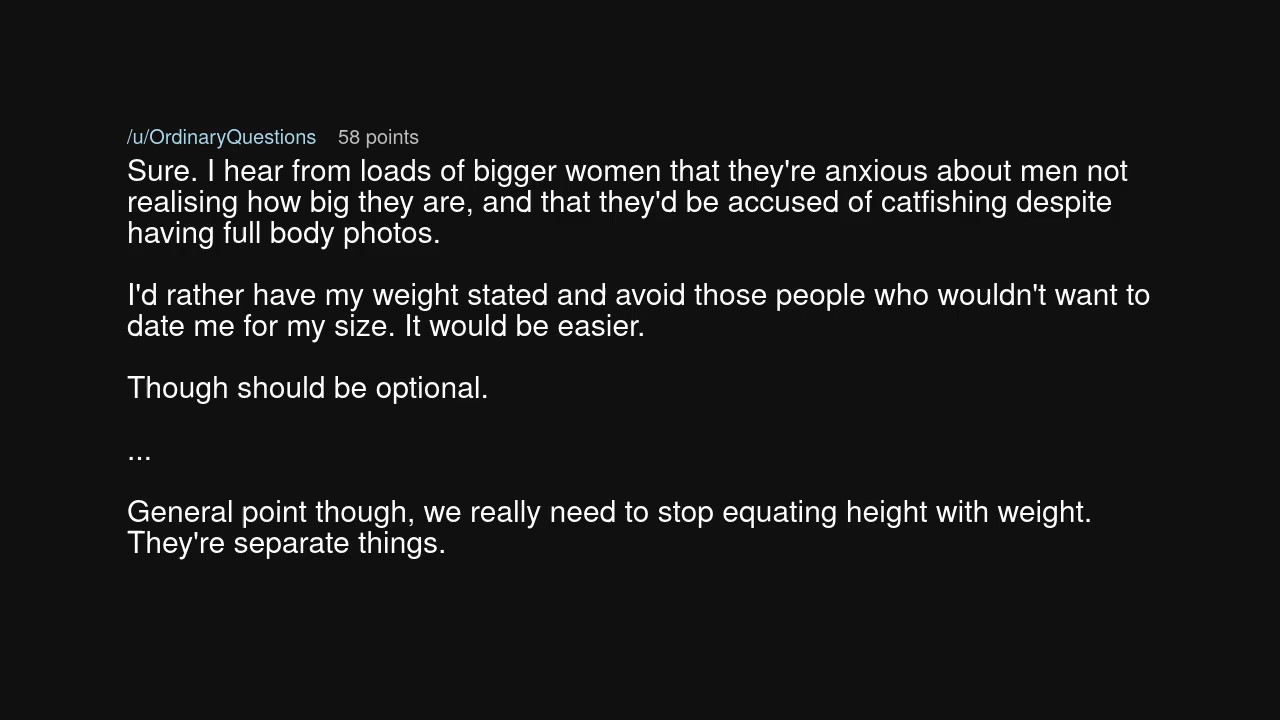 /u/OrdinaryQuestions 58 points
Sure. I hear from loads of bigger women that they're anxious about men not
realising how big they are, and that they'd be accused of catfishing despite
having full body photos.
I'd rather have my weight stated and avoid those people who wouldn't want to
date me for my size. It would be easier.
Though should be optional.
...
General point though, we really need to stop equating height with weight.
They're separate things.